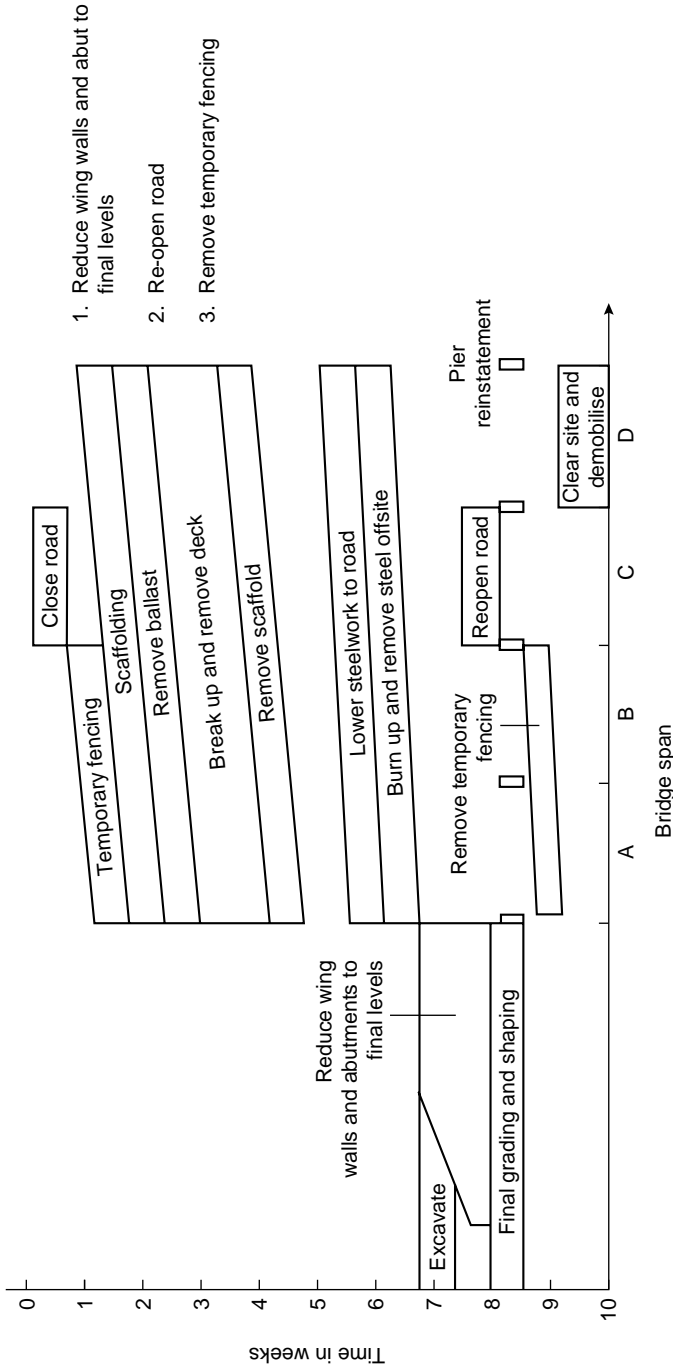 1. Reduce wing walls and abut to
final levels
2. Re-open road
3. Remove temporary fencing
Close road
Temporary fencing
Scaffolding
Remove ballast
Break up and remove deck
Remove scaffold
Lower steelwork to road
Burn up and remove steel offsite
Reduce wing
walls and abutments to
final levels
Excavate
Final grading and shaping
Remove temporary
fencing
Reopen road
Pier
reinstatement
Clear site and
demobilise
0
1
2
3
4
5
6
7
8
9
10
Time in weeks
A
B
C
D
Bridge span